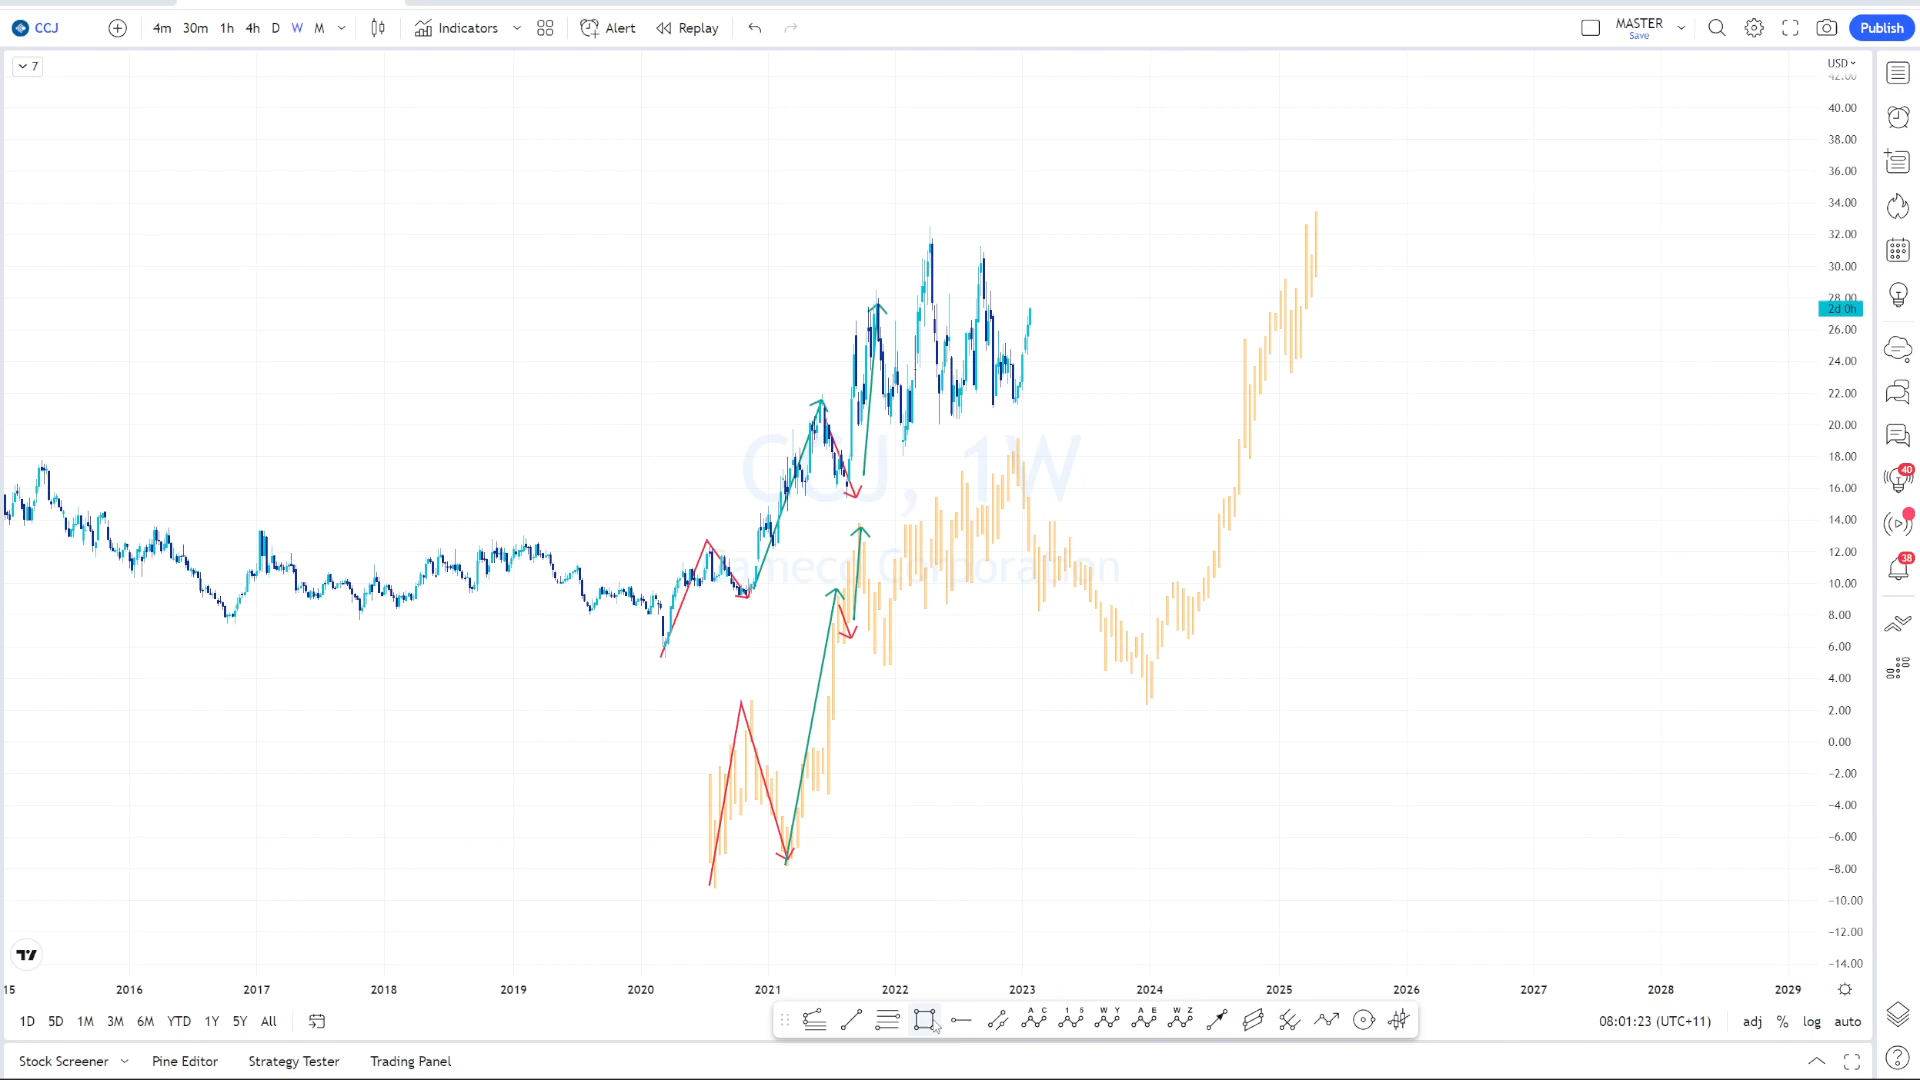 CCJ
4m 30m 1h 4h D W M
Indicators
Alert
Replay
MASTER
Save
Publish
7
USD
42.00
40.00
38.00
36.00
34.00
32.00
30.00
28.00
2d 0h
26.00
24.00
22.00
20.00
18.00
16.00
14.00
12.00
10.00
8.00
6.00
4.00
2.00
0.00
−2.00
−4.00
−6.00
−8.00
−10.00
−12.00
−14.00
CCJ, 1W
Cameco Corporation
40
38
15 2016 2017 2018 2019 2020 2021 2022 2023 2024 2025 2026 2027 2028 2029
1D 5D 1M 3M 6M YTD 1Y 5Y All
A C
1 5
W Y
A E
W Z
08:01:23 (UTC+11)
adj % log auto
Stock Screener
Pine Editor
Strategy Tester
Trading Panel